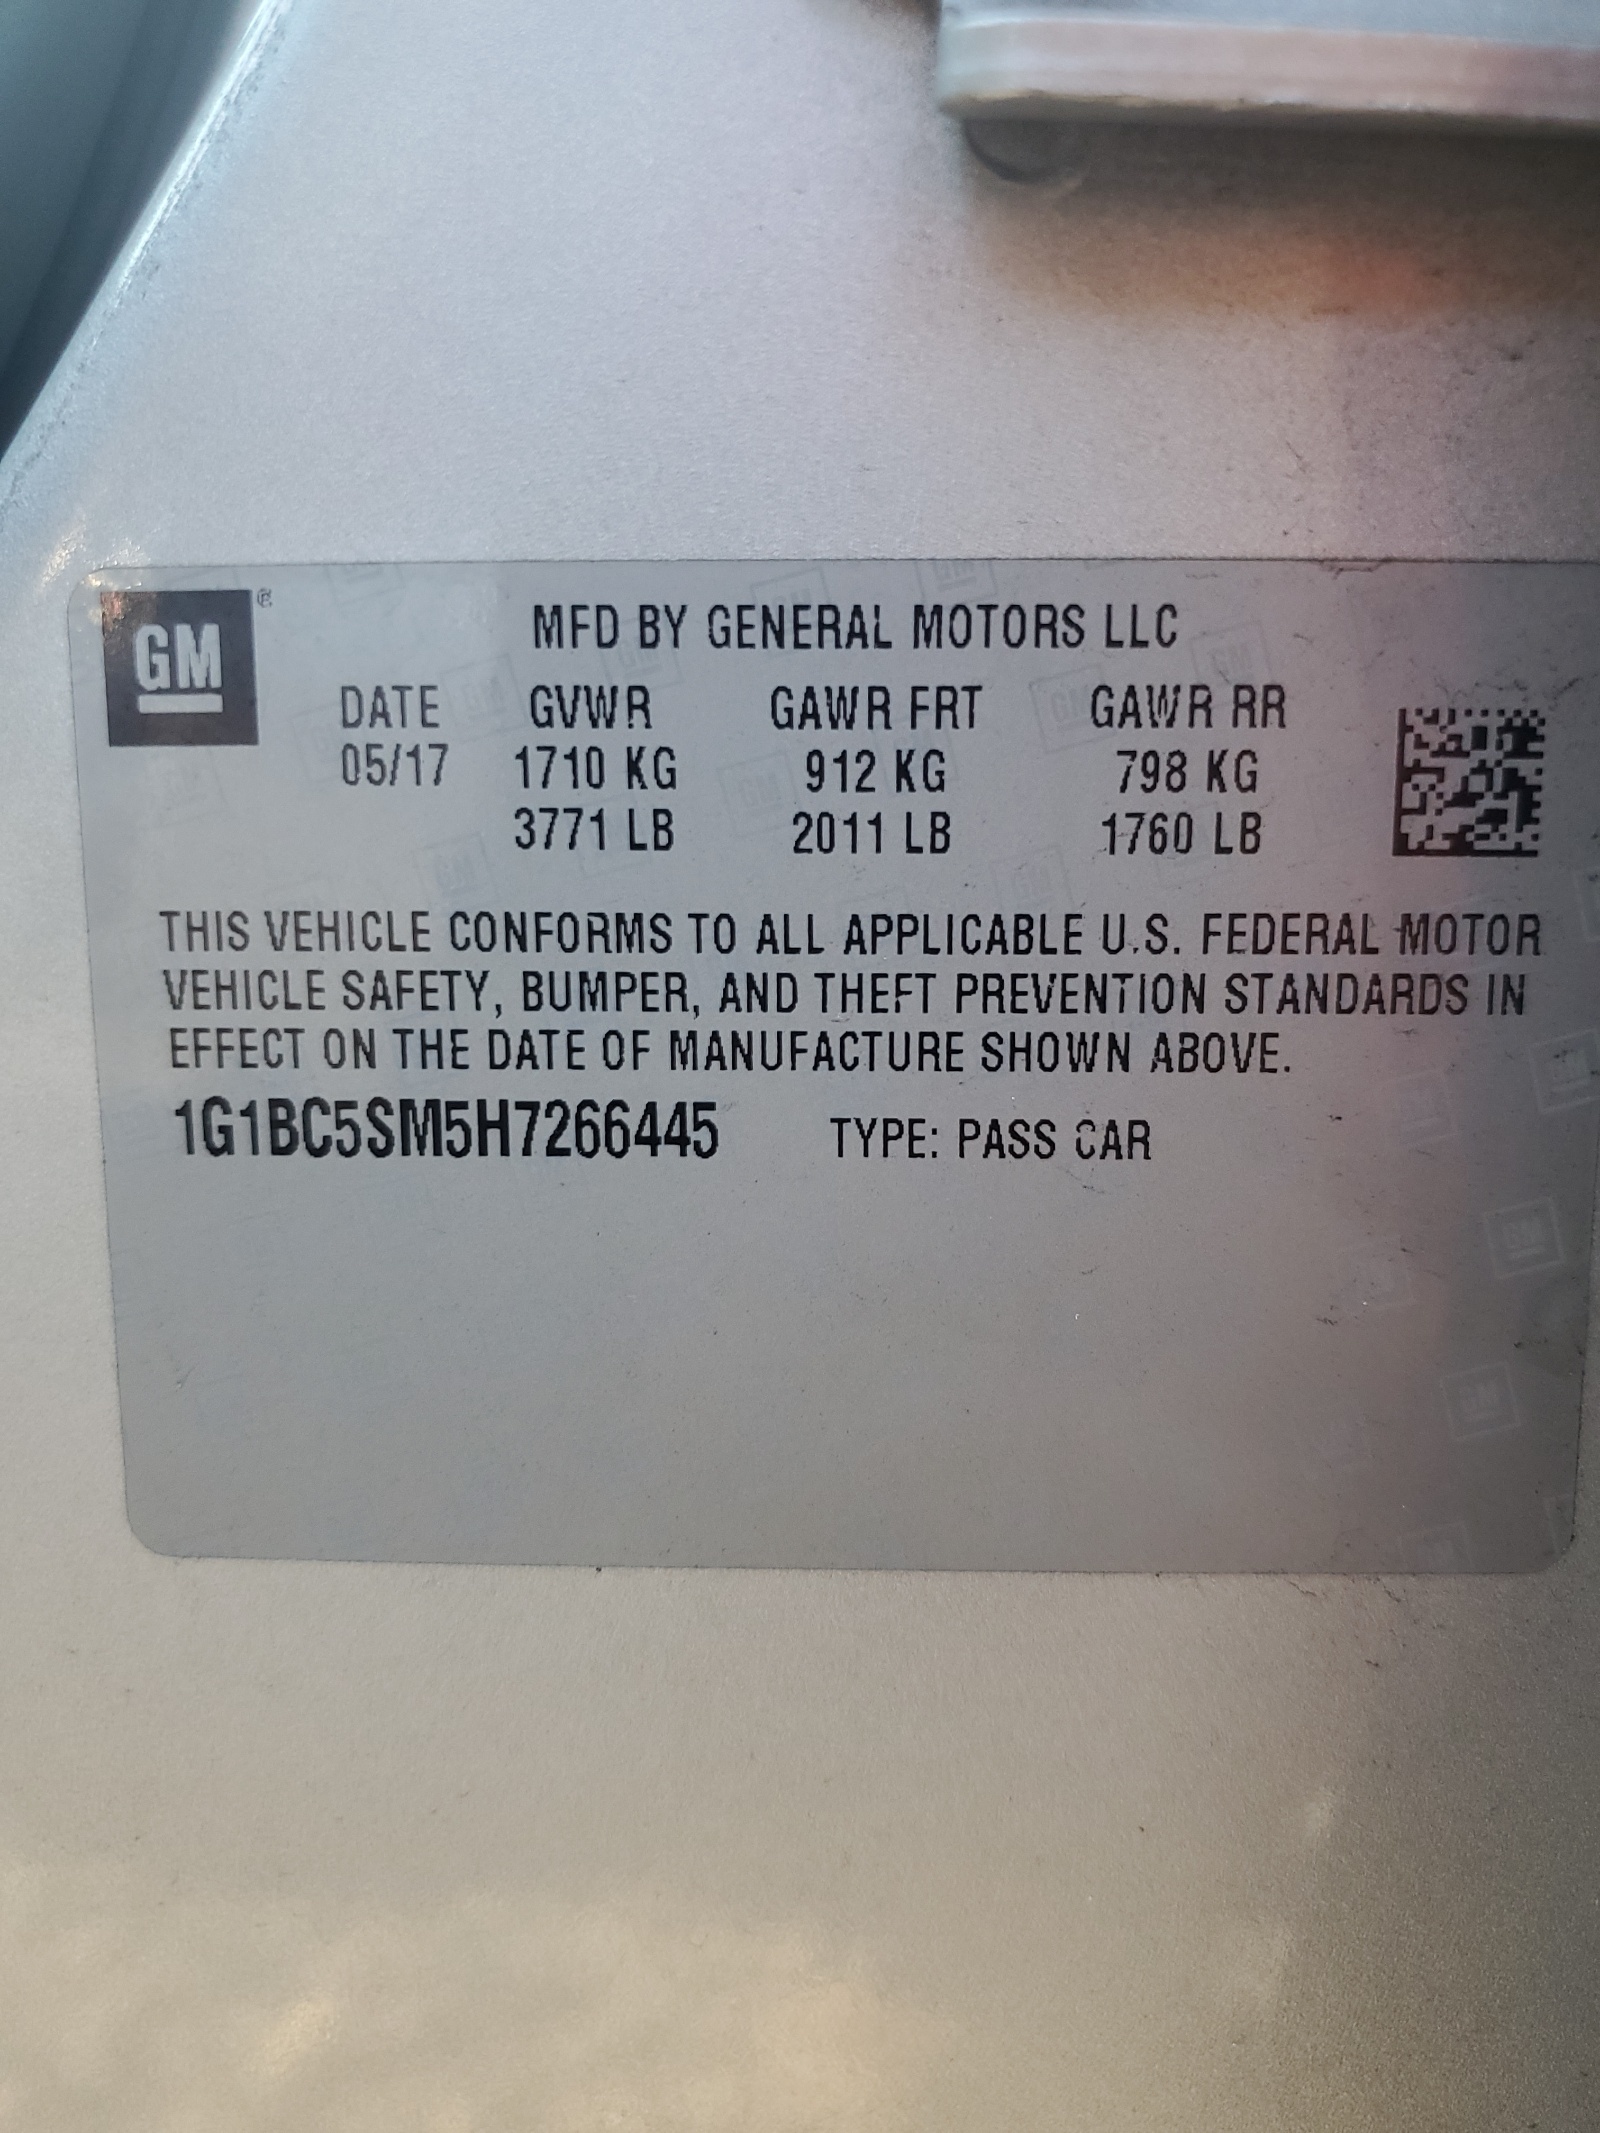 GM ®
MFD BY GENERAL MOTORS LLC
DATE GVWR GAWR FRT GAWR RR
05/17 1710 KG 912 KG 798 KG
3771 LB 2011 LB 1760 LB
THIS VEHICLE CONFORMS TO ALL APPLICABLE U.S. FEDERAL MOTOR
VEHICLE SAFETY, BUMPER, AND THEFT PREVENTION STANDARDS IN
EFFECT ON THE DATE OF MANUFACTURE SHOWN ABOVE.
1G1BC5SM5H7266445 TYPE: PASS CAR